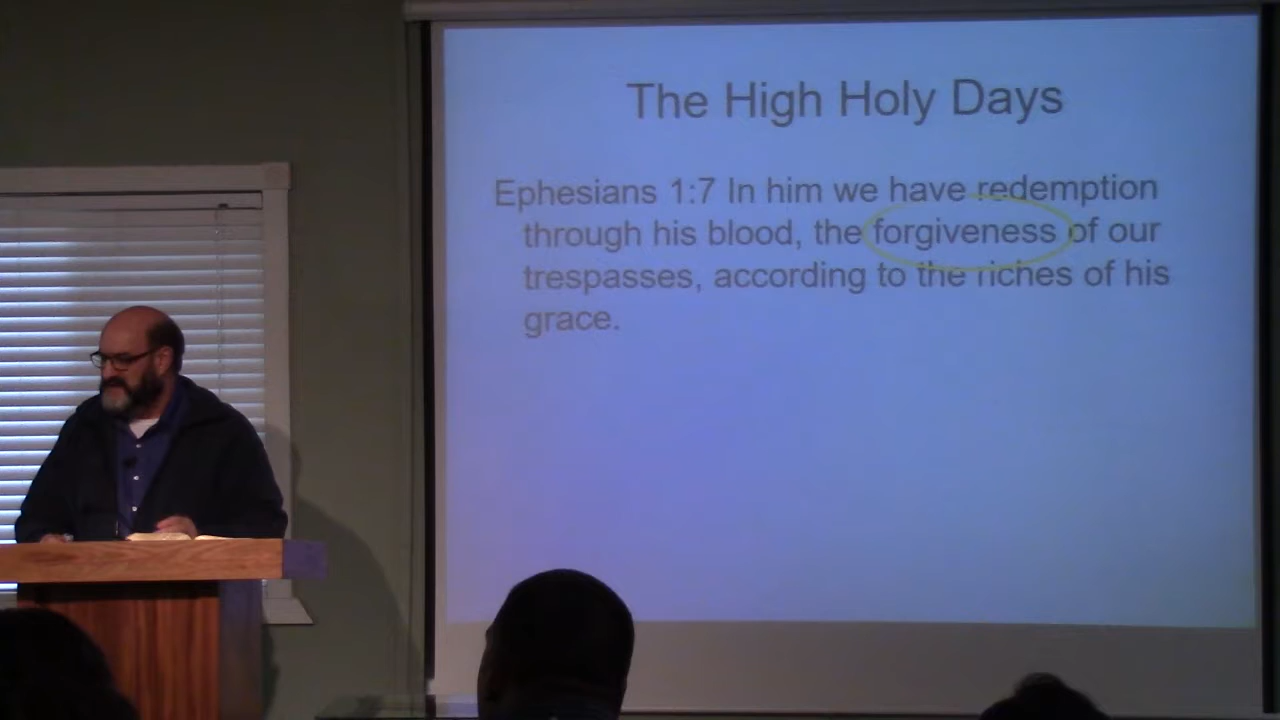 The High Holy Days
Ephesians 1:7 In him we have redemption
through his blood, the forgiveness of our
trespasses, according to the riches of his
grace.